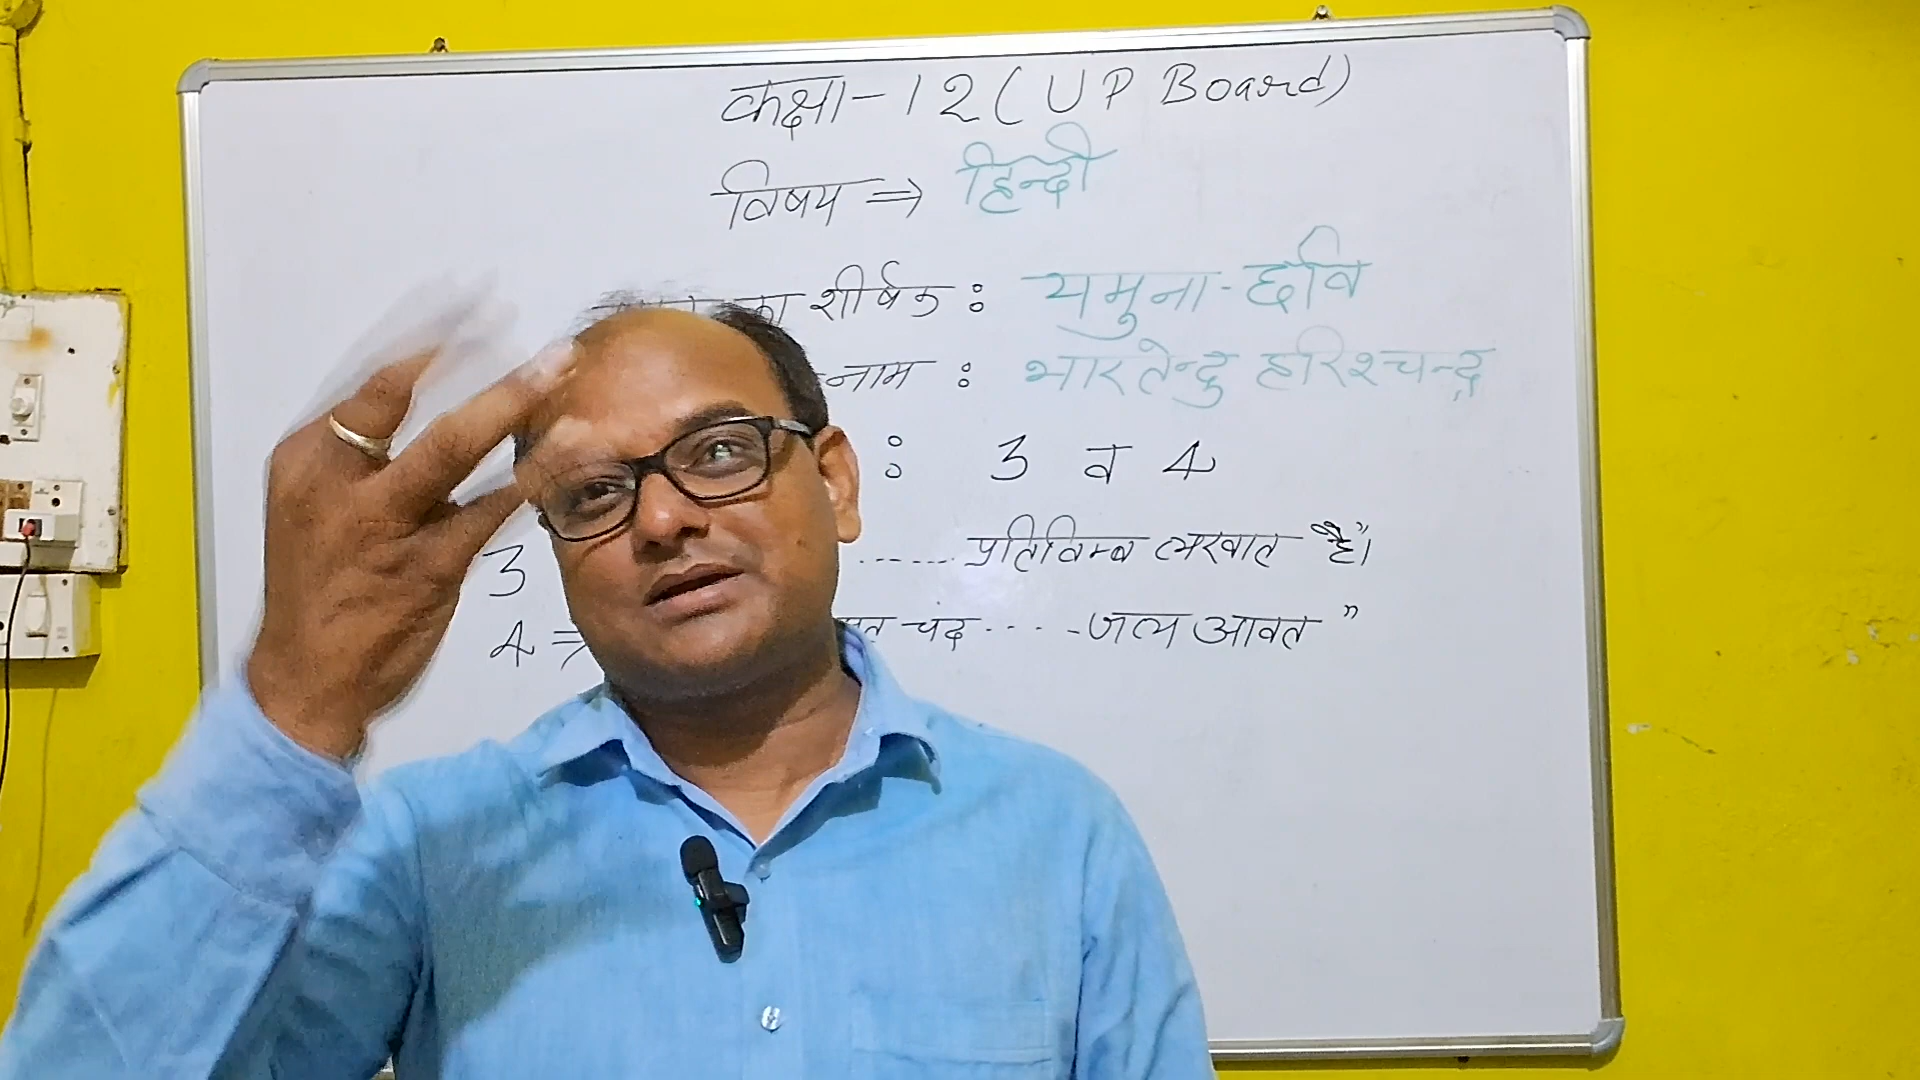 कक्षा-12 (UP Board)
विषय ⇒ हिन्दी
का शीर्षक : यमुना-छवि
नाम : भारतेन्दु हरिश्चन्द्र
: 3 व 4
3 ------ प्रतिविम्ब लखात है"।
4 ⇒ चंद ---- जल आवत "